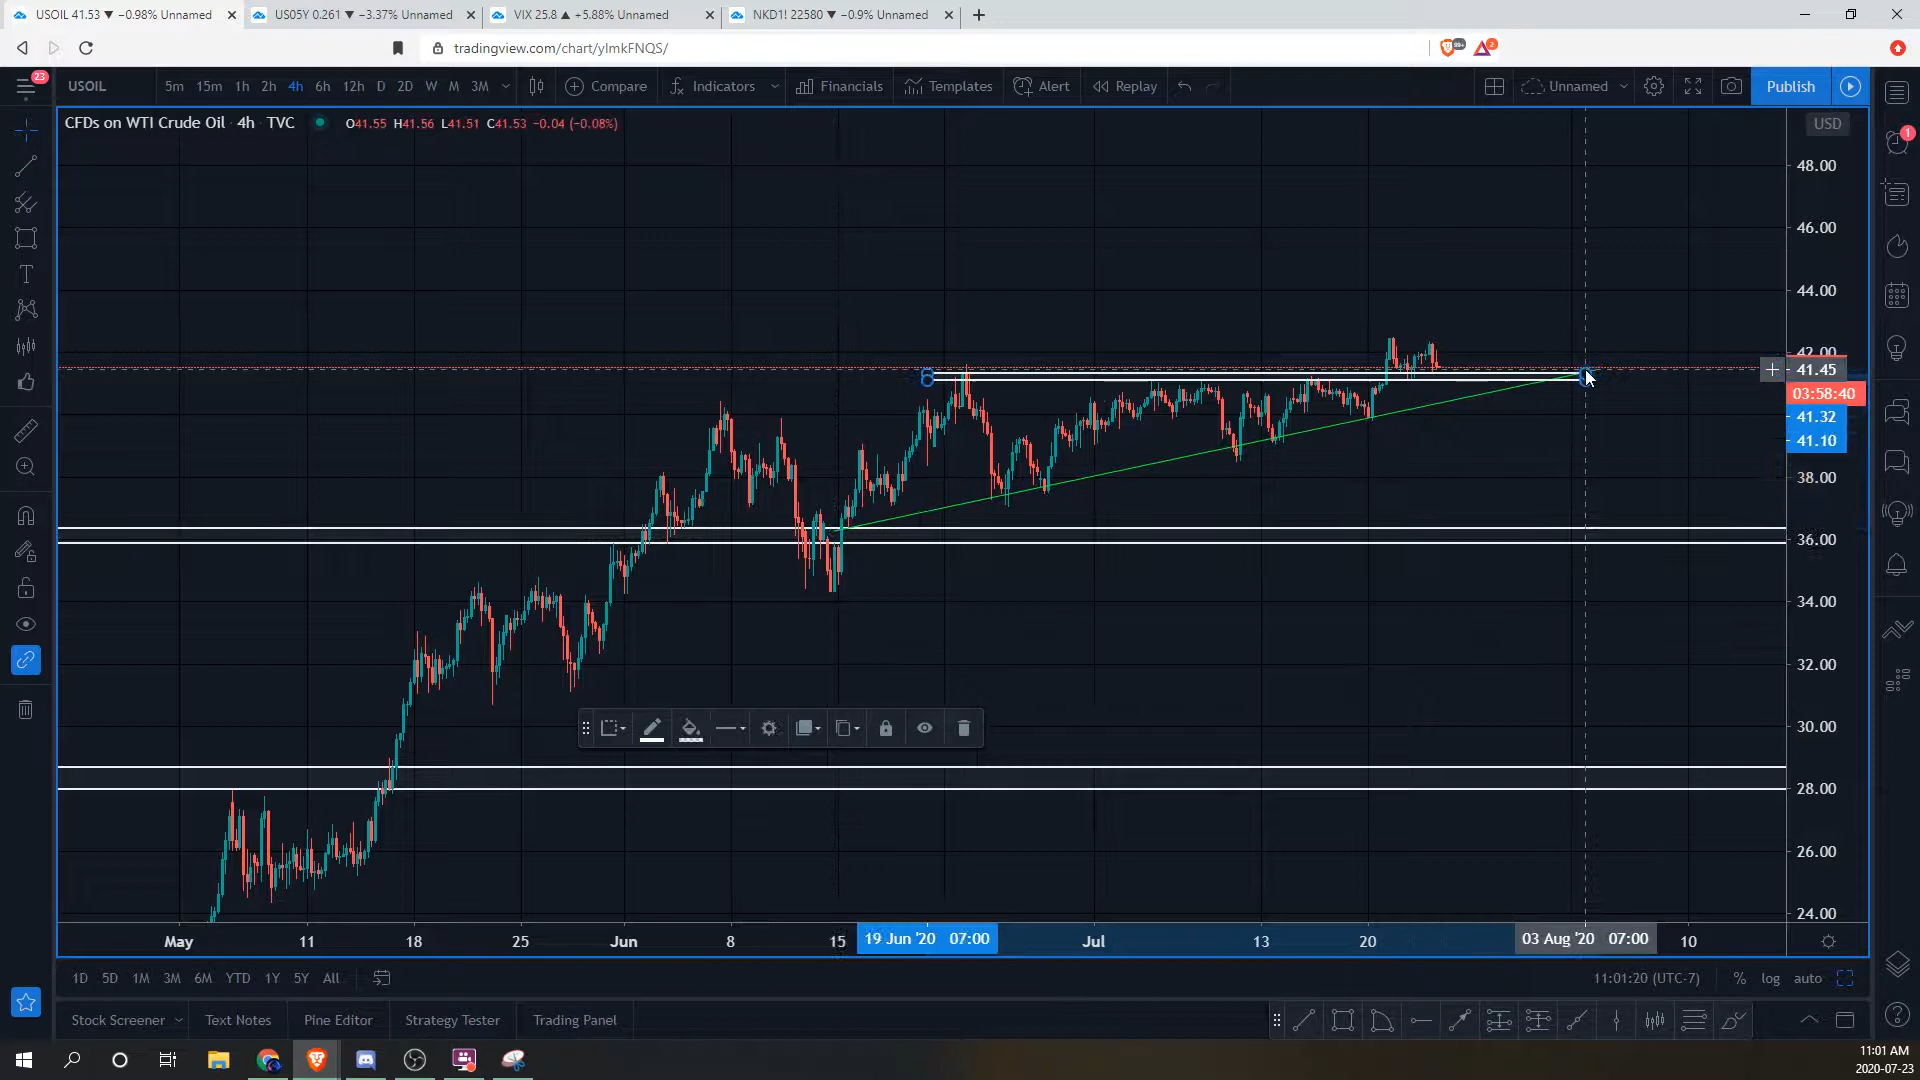 USOIL 41.53 ▼ −0.98% Unnamed
US05Y 0.261 ▼ −3.37% Unnamed
VIX 25.8 ▲ +5.88% Unnamed
NKD1! 22580 ▼ −0.9% Unnamed
tradingview.com/chart/yImkFNQS/
99+
2
23
USOIL
5m 15m 1h 2h 4h 6h 12h D 2D W M 3M
Compare
Indicators
Financials
Templates
Alert
Replay
Unnamed
Publish
CFDs on WTI Crude Oil · 4h · TVC
O41.55 H41.56 L41.51 C41.53 −0.04 (−0.08%)
USD
1
48.00
46.00
44.00
42.00
41.45
03:58:40
41.32
41.10
38.00
36.00
34.00
32.00
30.00
28.00
26.00
24.00
May 11 18 25 Jun 8 15 19 Jun '20 07:00 Jul 13 20 03 Aug '20 07:00 10
1D 5D 1M 3M 6M YTD 1Y 5Y All
11:01:20 (UTC-7) % log auto
Stock Screener Text Notes Pine Editor Strategy Tester Trading Panel
11:01 AM
2020-07-23